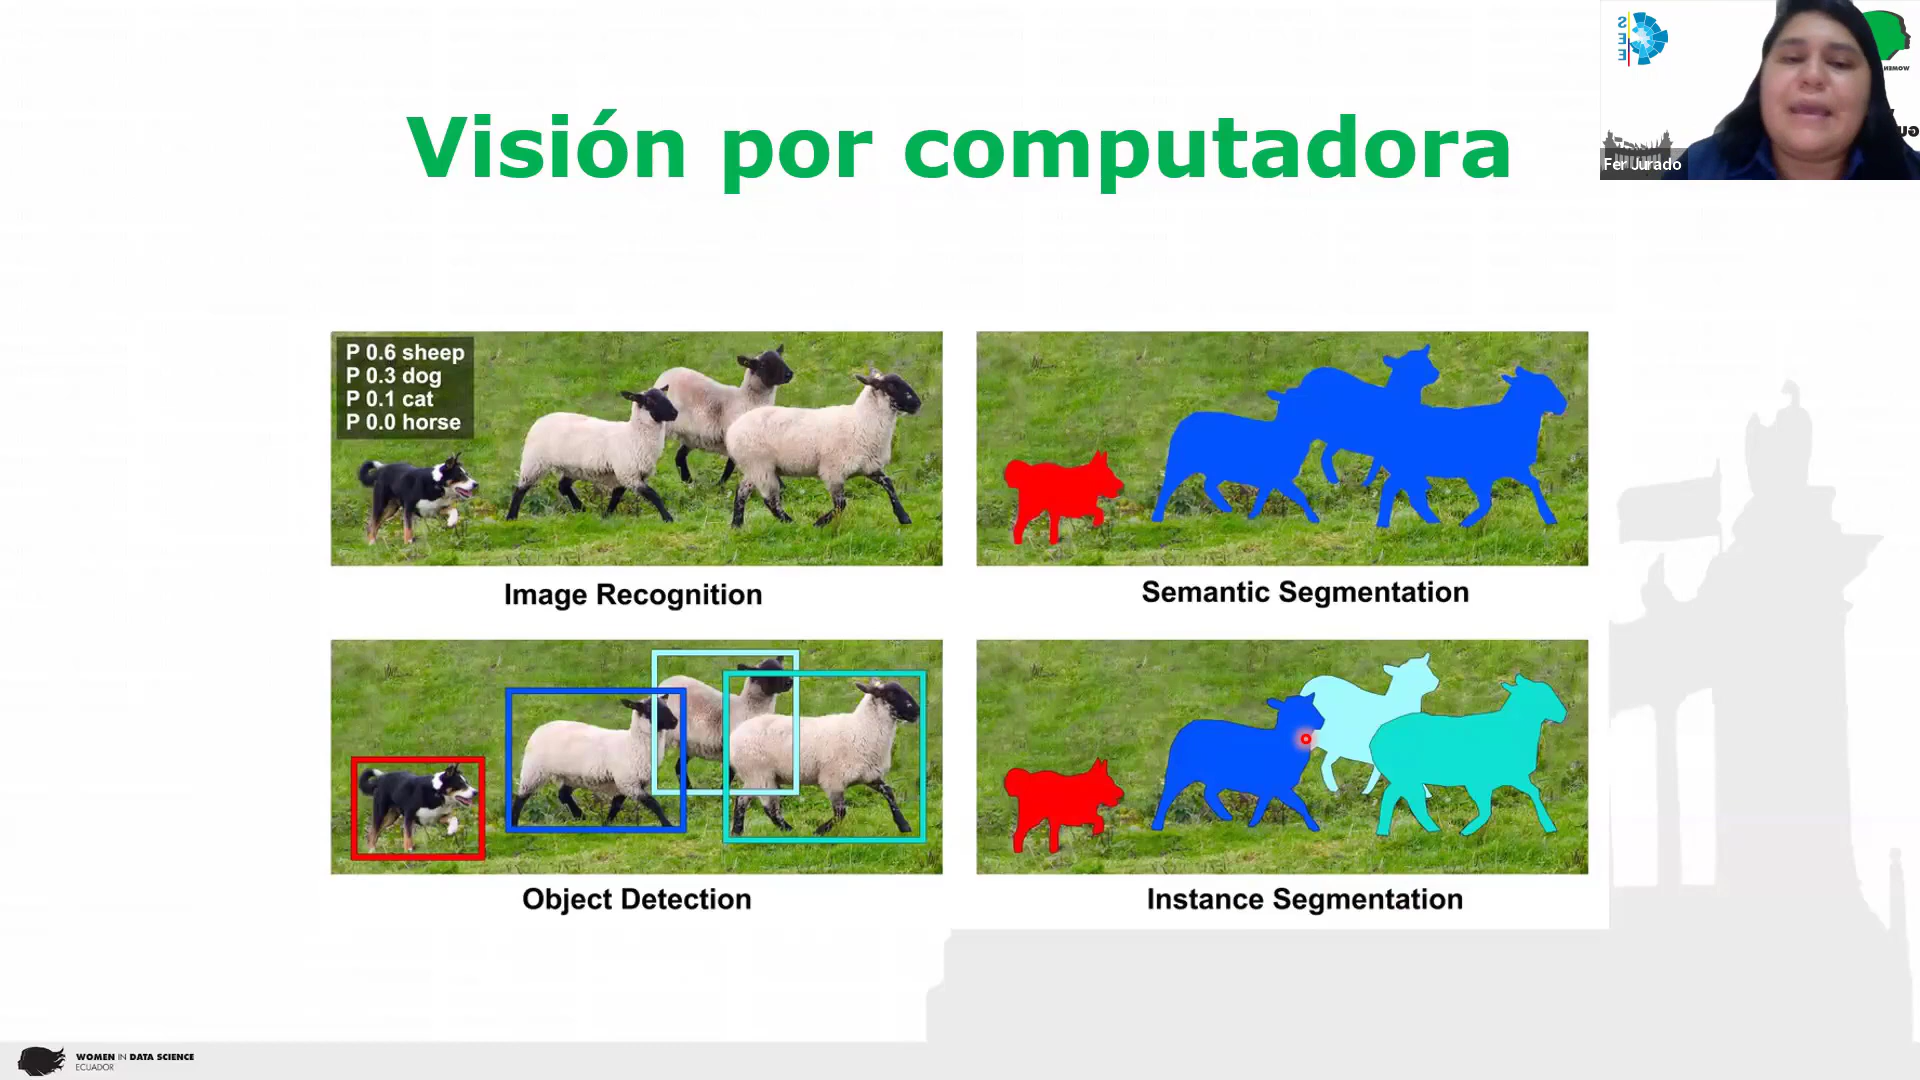 Visión por computadora
SEE
Fer Jurado
P 0.6 sheep
P 0.3 dog
P 0.1 cat
P 0.0 horse
Image Recognition
Semantic Segmentation
Object Detection
Instance Segmentation
WOMEN IN DATA SCIENCE
ECUADOR